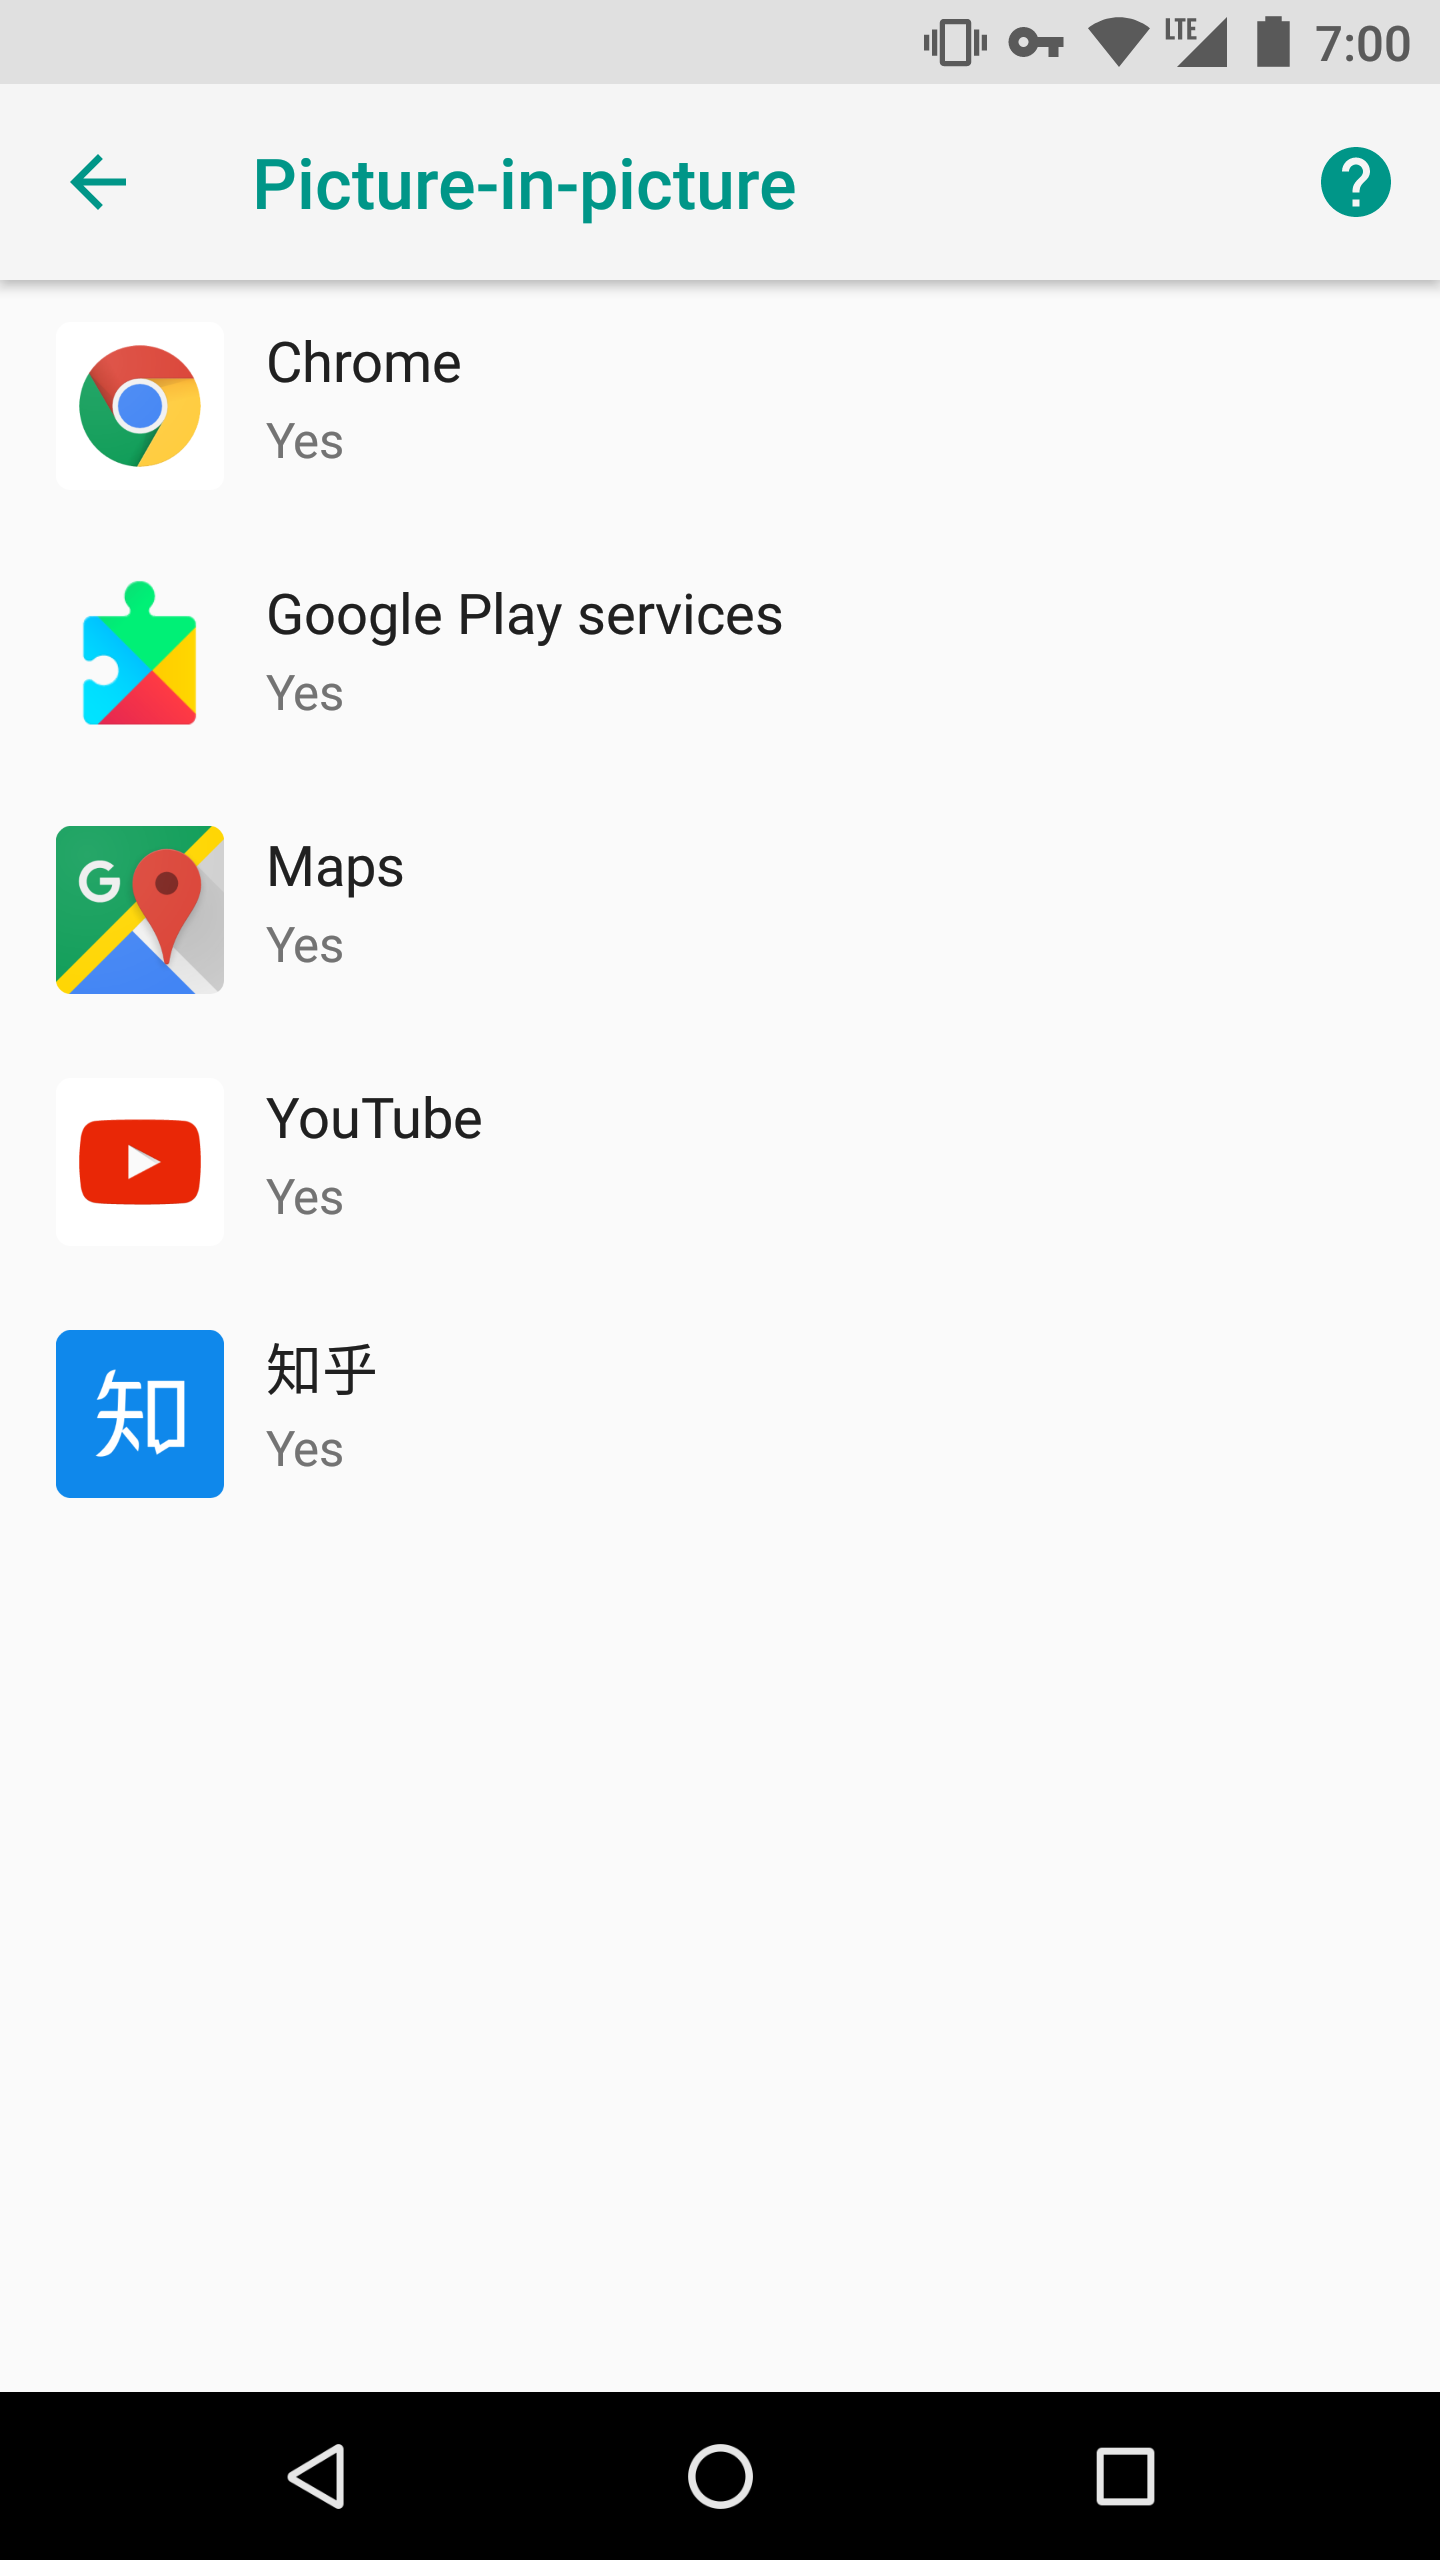 LTE 7:00
Picture-in-picture
Chrome
Yes
Google Play services
Yes
G
Maps
Yes
YouTube
Yes
知
知乎
Yes